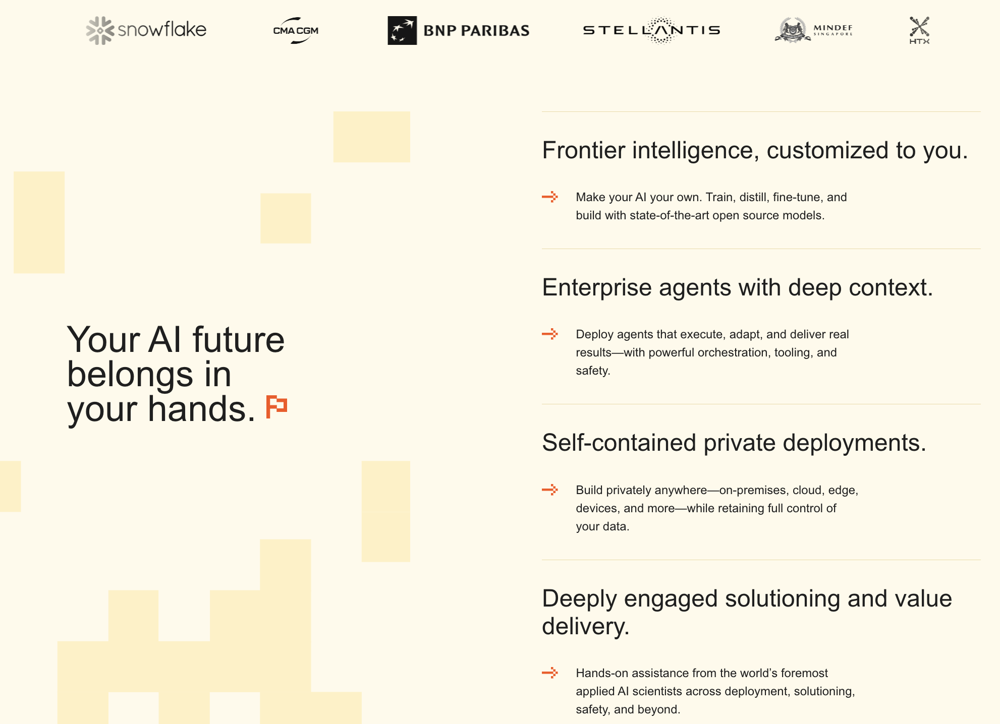 snowflake
CMA CGM
BNP PARIBAS
STELLANTIS
MINDEF
SINGAPORE
HTX
Your AI future
belongs in
your hands.
Frontier intelligence, customized to you.
Make your AI your own. Train, distill, fine-tune, and
build with state-of-the-art open source models.
Enterprise agents with deep context.
Deploy agents that execute, adapt, and deliver real
results—with powerful orchestration, tooling, and
safety.
Self-contained private deployments.
Build privately anywhere—on-premises, cloud, edge,
devices, and more—while retaining full control of
your data.
Deeply engaged solutioning and value
delivery.
Hands-on assistance from the world’s foremost
applied AI scientists across deployment, solutioning,
safety, and beyond.